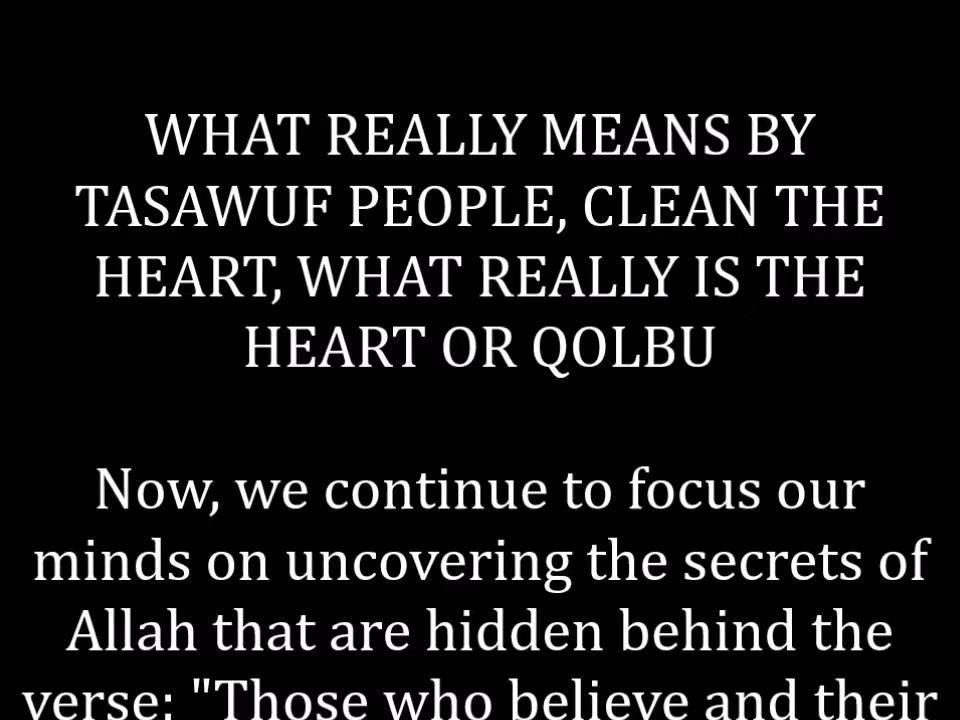 WHAT REALLY MEANS BY
TASAWUF PEOPLE, CLEAN THE
HEART, WHAT REALLY IS THE
HEART OR QOLBU
Now, we continue to focus our
minds on uncovering the secrets of
Allah that are hidden behind the
verse: "Those who believe and their